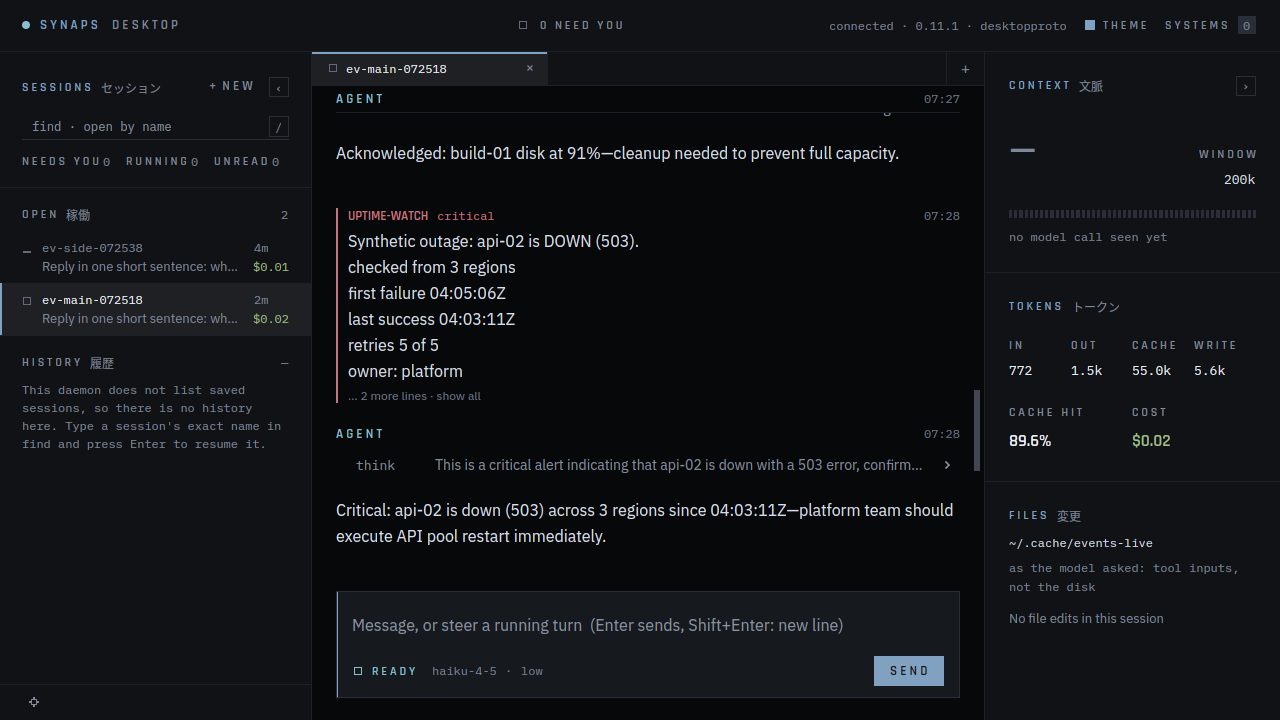 SYNAPS DESKTOP
0 NEED YOU
connected · 0.11.1 · desktopproto
THEME
SYSTEMS 0
SESSIONS セッション
+ NEW
‹
find · open by name
/
NEEDS YOU 0 RUNNING 0 UNREAD 0
OPEN 稼働 2
ev-side-072538 4m
Reply in one short sentence: wh... $0.01
ev-main-072518 2m
Reply in one short sentence: wh... $0.02
HISTORY 履歴 —
This daemon does not list saved
sessions, so there is no history
here. Type a session's exact name in
find and press Enter to resume it.
ev-main-072518 ×
+
AGENT 07:27
Acknowledged: build-01 disk at 91%—cleanup needed to prevent full capacity.
UPTIME-WATCH critical 07:28
Synthetic outage: api-02 is DOWN (503).
checked from 3 regions
first failure 04:05:06Z
last success 04:03:11Z
retries 5 of 5
owner: platform
... 2 more lines · show all
AGENT 07:28
think This is a critical alert indicating that api-02 is down with a 503 error, confirm... ›
Critical: api-02 is down (503) across 3 regions since 04:03:11Z—platform team should
execute API pool restart immediately.
Message, or steer a running turn (Enter sends, Shift+Enter: new line)
READY haiku-4-5 · low
SEND
CONTEXT 文脈
›
—
WINDOW
200k
no model call seen yet
TOKENS トークン
IN OUT CACHE WRITE
772 1.5k 55.0k 5.6k
CACHE HIT COST
89.6% $0.02
FILES 変更
~/.cache/events-live
as the model asked: tool inputs,
not the disk
No file edits in this session